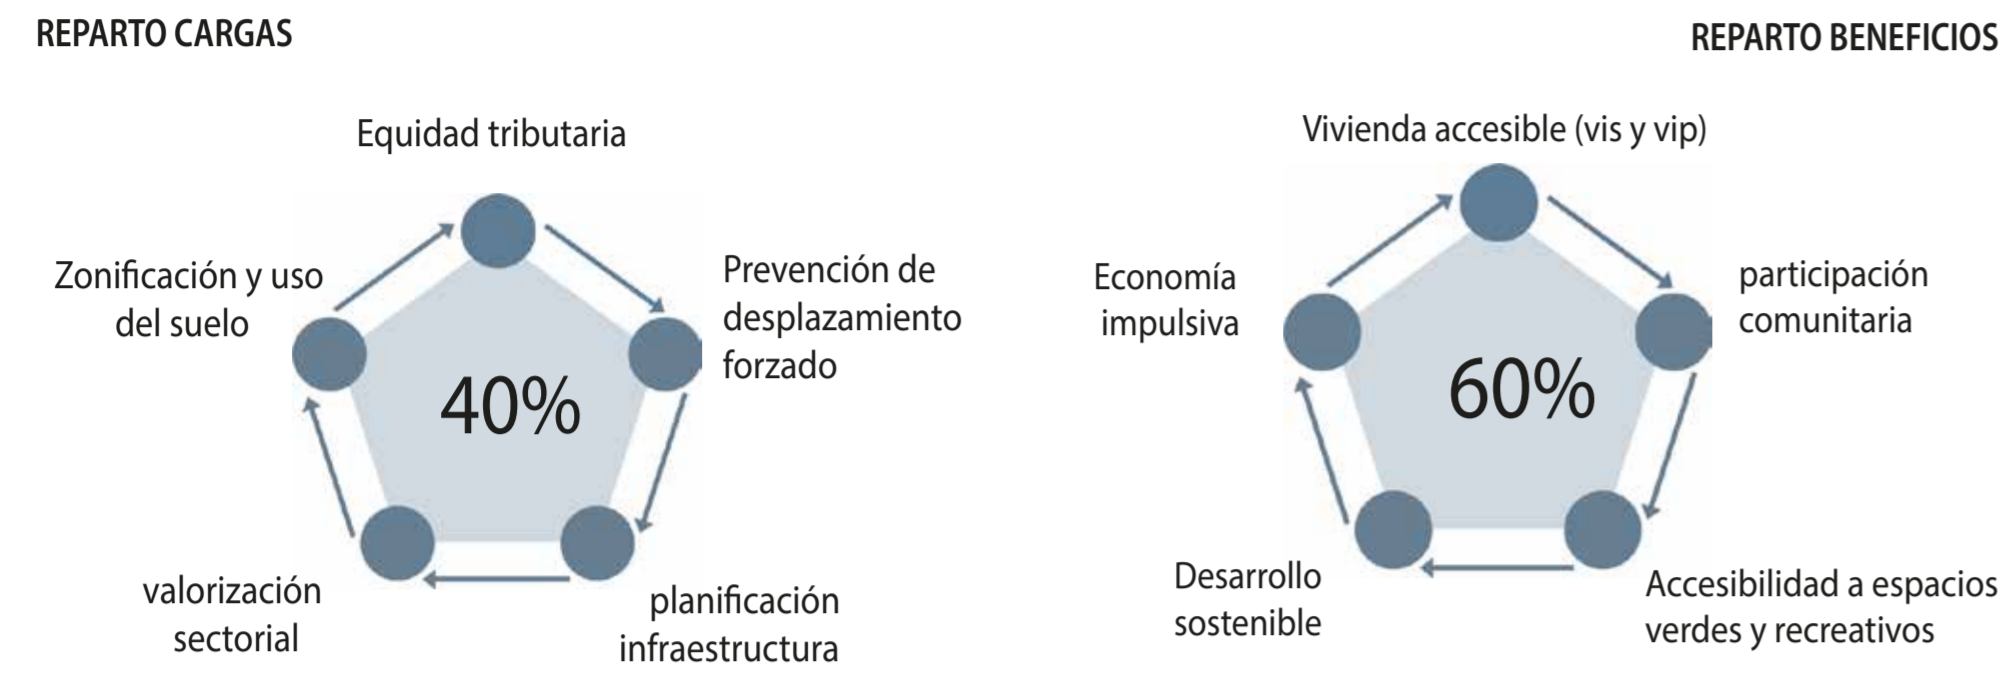 REPARTO CARGAS
REPARTO BENEFICIOS
Equidad tributaria
Zonificación y uso
del suelo
Prevención de
desplazamiento
forzado
40%
valorización
sectorial
planificación
infraestructura
Vivienda accesible (vis y vip)
Economía
impulsiva
participación
comunitaria
60%
Desarrollo
sostenible
Accesibilidad a espacios
verdes y recreativos